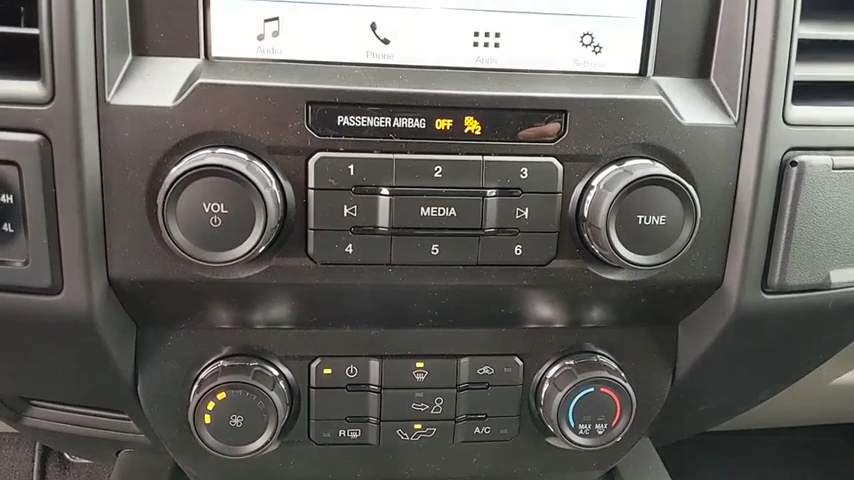 Audio Phone Apps Settings
PASSENGER AIRBAG OFF 2
1 2 3
VOL MEDIA TUNE
4 5 6
4H
4L
R A/C
MAX A/C MAX